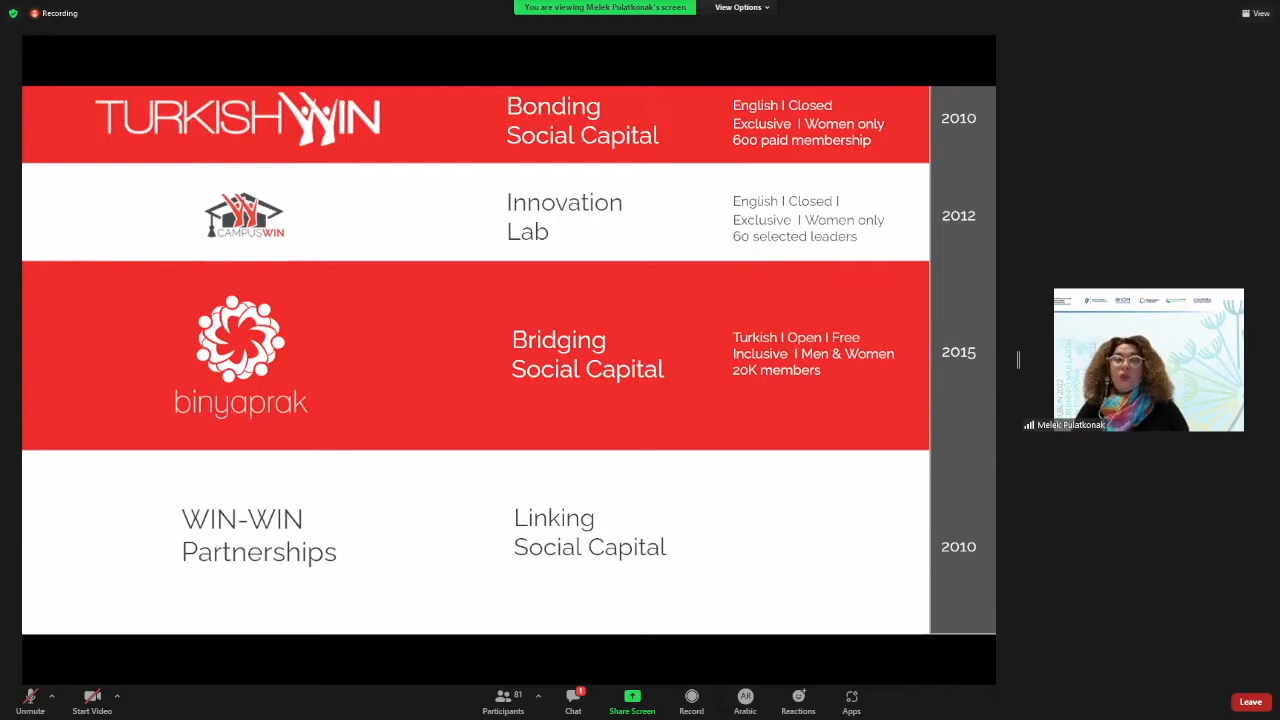 Recording
You are viewing Melek Pulatkonak's screen
View Options
View
TURKISHWIN
Bonding
Social Capital
English I Closed
Exclusive I Women only
600 paid membership
2010
CAMPUSWIN
Innovation
Lab
English I Closed I
Exclusive I Women only
60 selected leaders
2012
binyaprak
Bridging
Social Capital
Turkish I Open I Free
Inclusive I Men & Women
20K members
2015
WIN-WIN
Partnerships
Linking
Social Capital
2010
Melek Pulatkonak
Unmute
Start Video
81
Participants
1
Chat
Share Screen
Record
AR
Arabic
Reactions
Apps
Leave